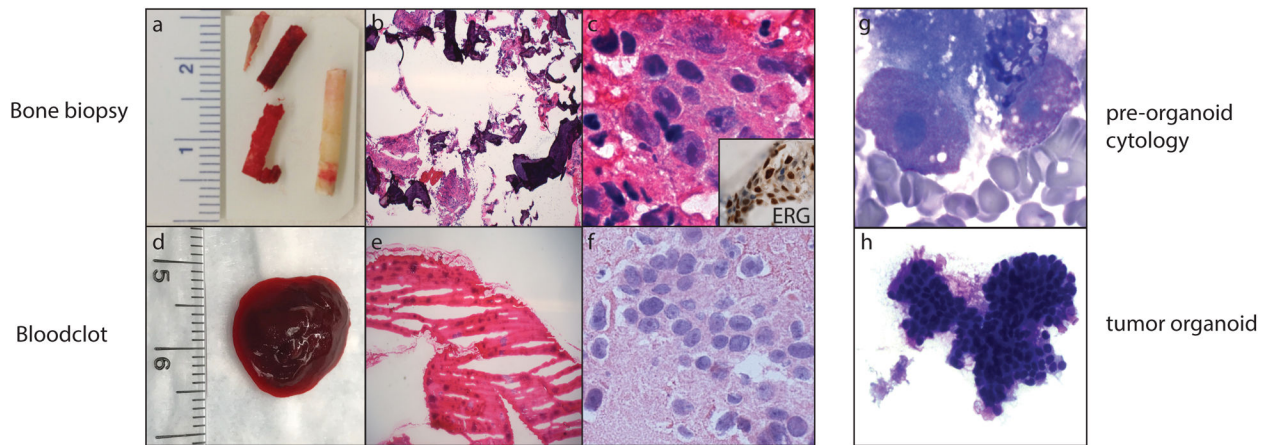 a
b
c
g
Bone biopsy
2
1
ERG
pre-organoid
cytology
d
e
f
h
Bloodclot
5
6
tumor organoid